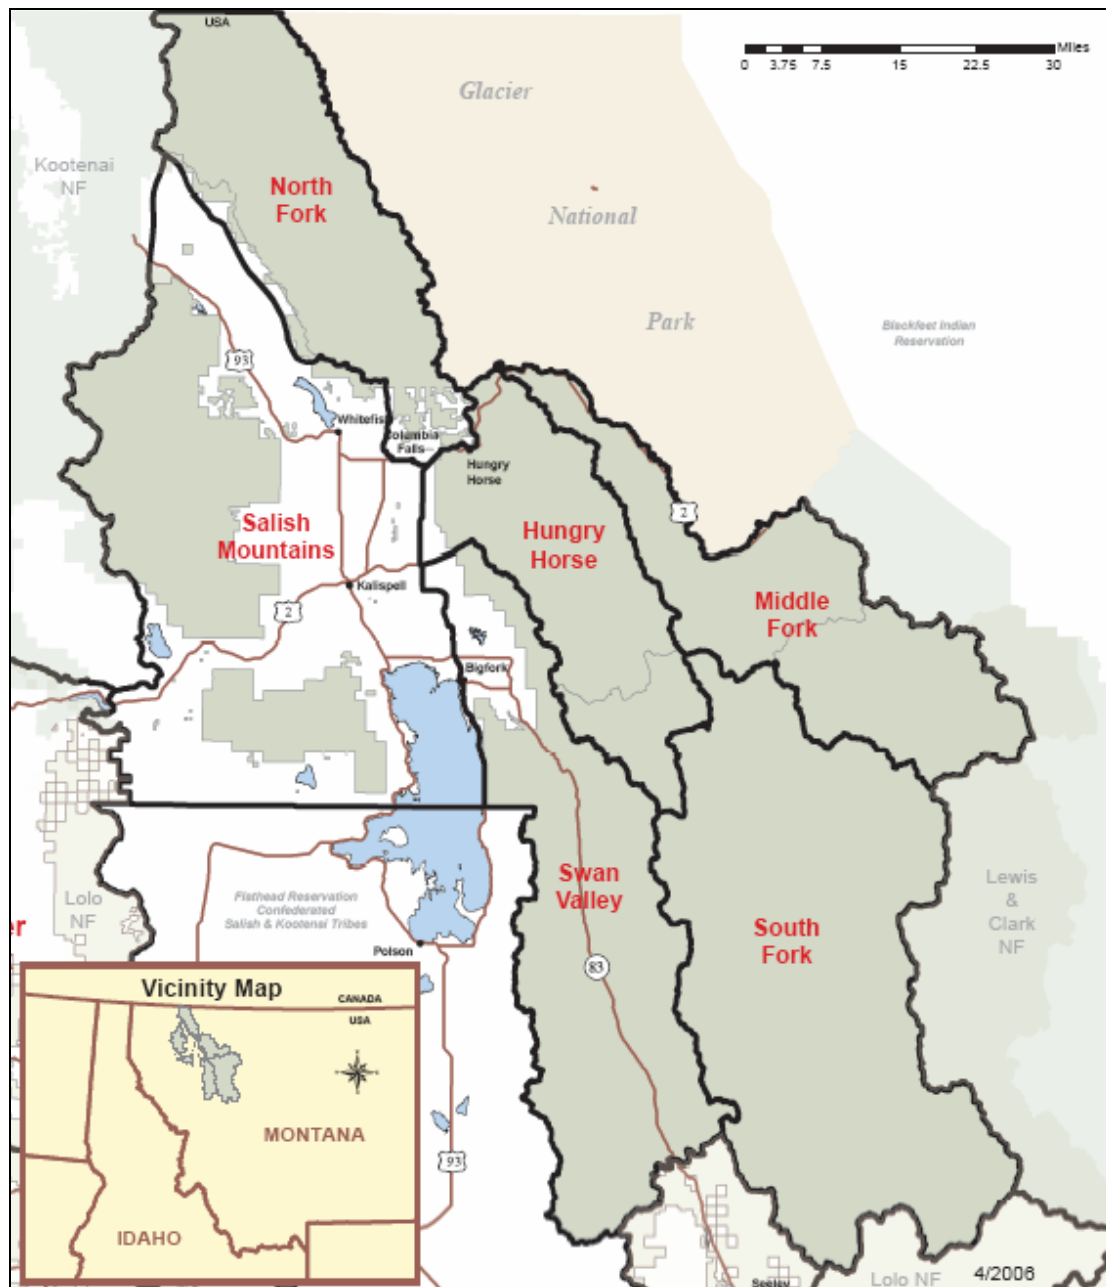 USA
Miles
0 3.75 7.5 15 22.5 30
Glacier
Kootenai
NF
North
Fork
National
Park
Blackfeet Indian
Reservation
93
Whitefish
Columbia
Falls
Hungry
Horse
2
Salish
Mountains
Hungry
Horse
Kalispell
2
Middle
Fork
Bigfork
Swan
Valley
Lewis
&
Clark
NF
Lolo
NF
Flathead Reservation
Confederated
Salish & Kootenai Tribes
er
South
Fork
Polson
83
Vicinity Map
CANADA
USA
MONTANA
93
IDAHO
Lolo NF
4/2006
Seeley